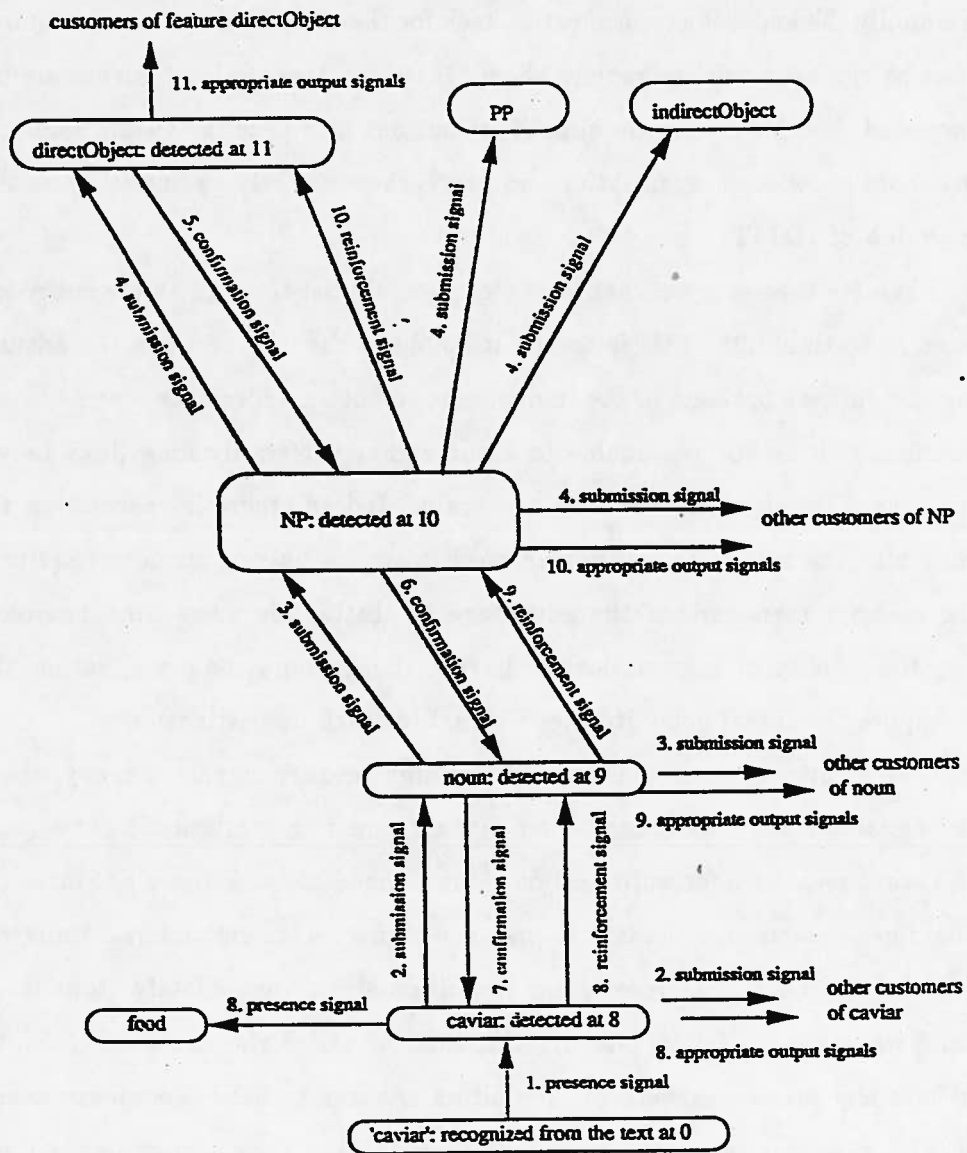 customers of feature directObject
11. appropriate output signals
PP
indirectObject
directObject: detected at 11
4. submission signal
5. confirmation signal
10. reinforcement signal
4. submission signal
4. submission signal
NP: detected at 10
4. submission signal
other customers of NP
10. appropriate output signals
3. submission signal
6. confirmation signal
9. reinforcement signal
3. submission signal
noun: detected at 9
other customers
of noun
9. appropriate output signals
2. submission signal
7. confirmation signal
8. reinforcement signal
2. submission signal
8. presence signal
other customers
of caviar
food
caviar: detected at 8
8. appropriate output signals
1. presence signal
'caviar': recognized from the text at 0